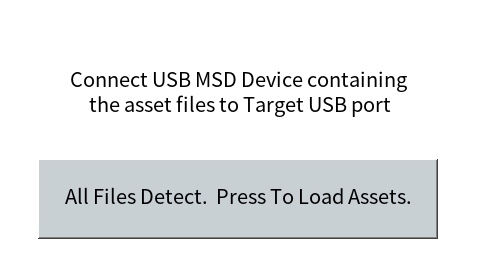 Connect USB MSD Device containing
the asset files to Target USB port
All Files Detect.  Press To Load Assets.